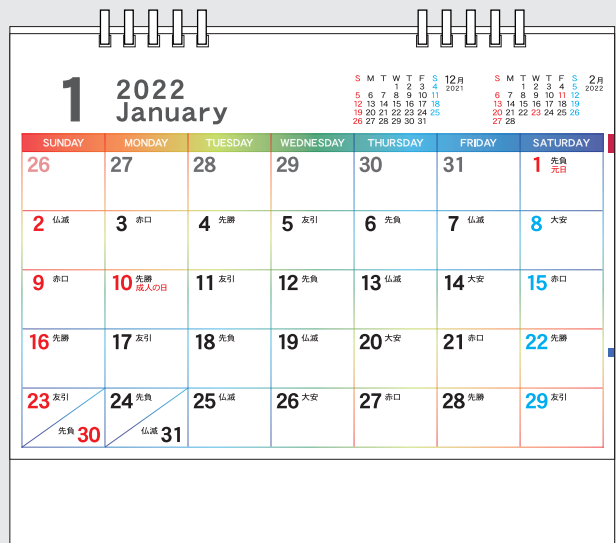 1
2022
January
12月
2021
S M T W T F S
1 2 3 4
5 6 7 8 9 10 11
12 13 14 15 16 17 18
19 20 21 22 23 24 25
26 27 28 29 30 31
2月
2022
S M T W T F S
1 2 3 4 5
6 7 8 9 10 11 12
13 14 15 16 17 18 19
20 21 22 23 24 25 26
27 28
SUNDAY MONDAY TUESDAY WEDNESDAY THURSDAY FRIDAY SATURDAY
26 27 28 29 30 31 1 先負
元日
2 仏滅 3 赤口 4 先勝 5 友引 6 先負 7 仏滅 8 大安
9 赤口 10 先勝 11 友引 12 先負 13 仏滅 14 大安 15 赤口
成人の日
16 先勝 17 友引 18 先負 19 仏滅 20 大安 21 赤口 22 先勝
23 友引 24 先負 25 仏滅 26 大安 27 赤口 28 先勝 29 友引
先負 30 仏滅 31